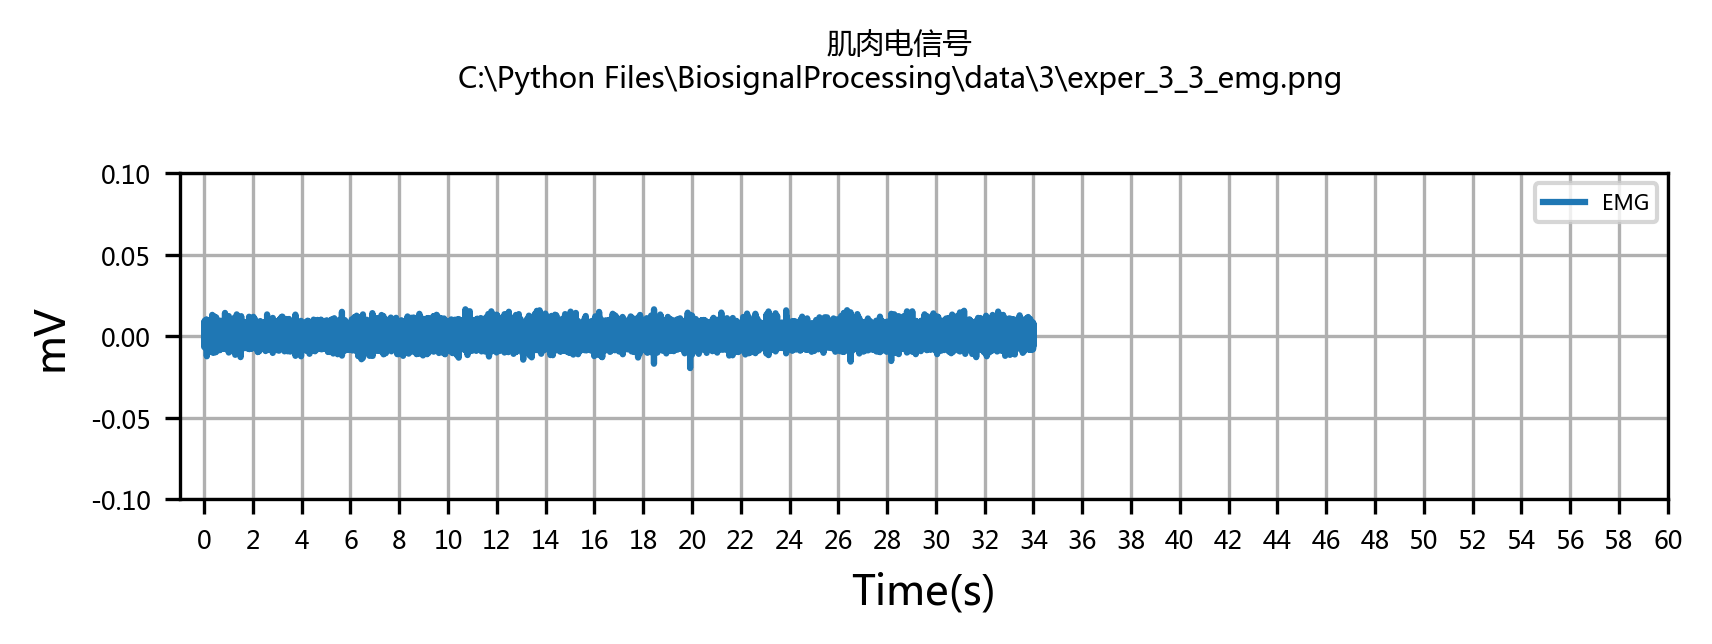 肌肉电信号
C:\Python Files\BiosignalProcessing\data\3\exper_3_3_emg.png
0.10
0.05
0.00
-0.05
-0.10
mV
EMG
0 2 4 6 8 10 12 14 16 18 20 22 24 26 28 30 32 34 36 38 40 42 44 46 48 50 52 54 56 58 60
Time(s)